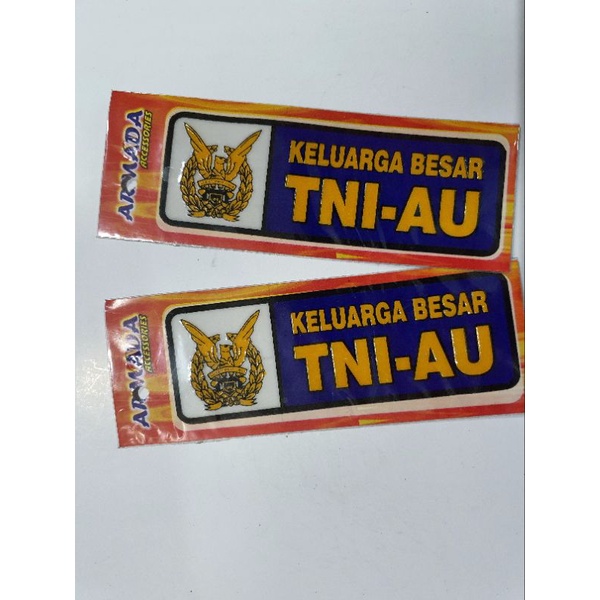 ARMADA
ACCESSORIES
KELUARGA BESAR
TNI-AU
ARMADA
ACCESSORIES
KELUARGA BESAR
TNI-AU